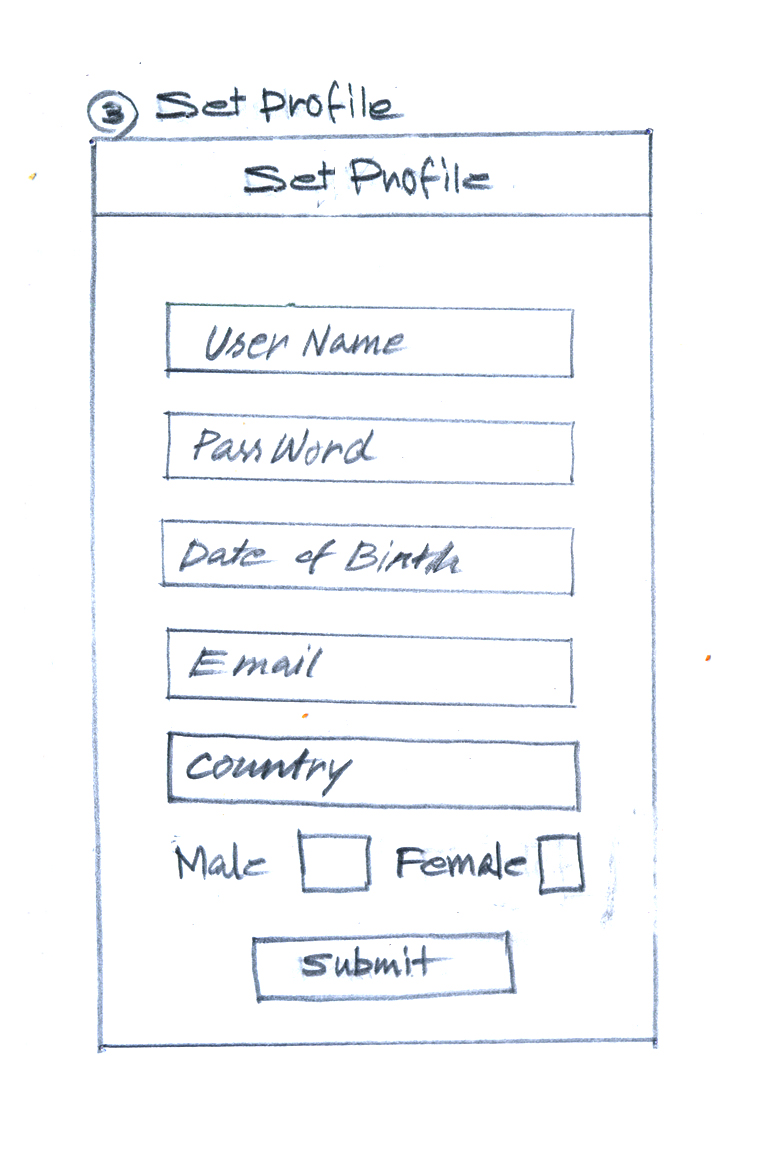 3 Set Profile
Set Profile
User Name
PassWord
Date of Birth
Email
Country
Male Female
Submit